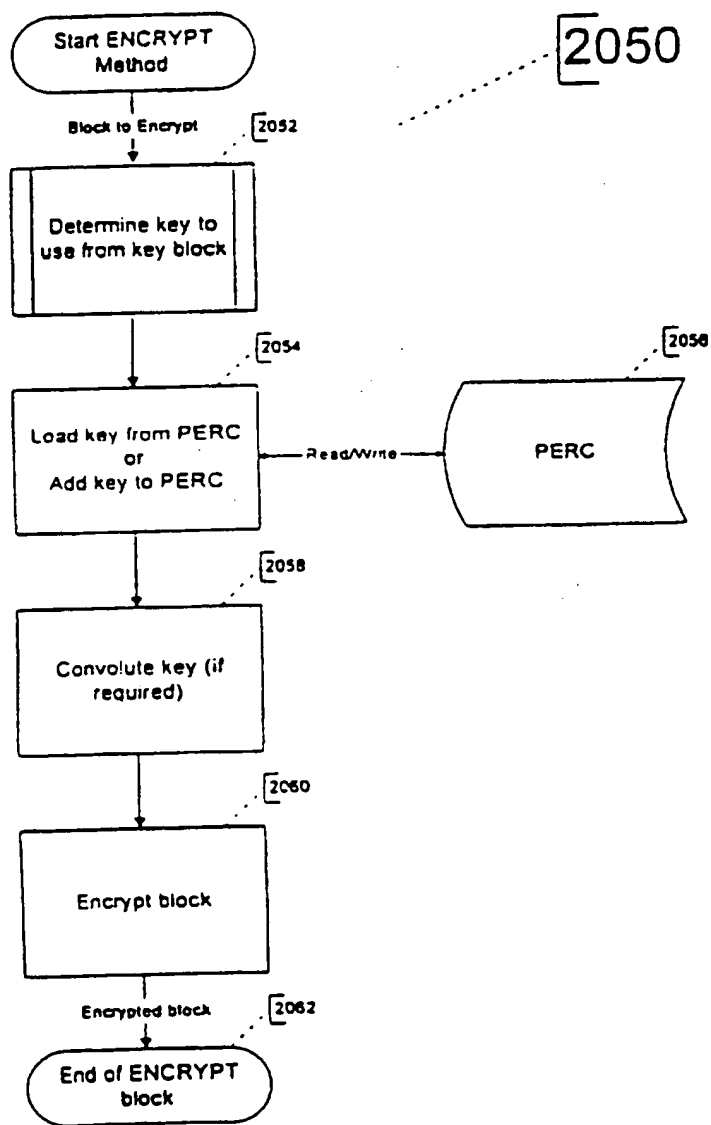 Start ENCRYPT
Method
2050
Block to Encrypt
2052
Determine key to
use from key block
2054
2056
Load key from PERC
or
Add key to PERC
Read/Write
PERC
2058
Convolute key (if
required)
2060
Encrypt block
Encrypted block
2062
End of ENCRYPT
block